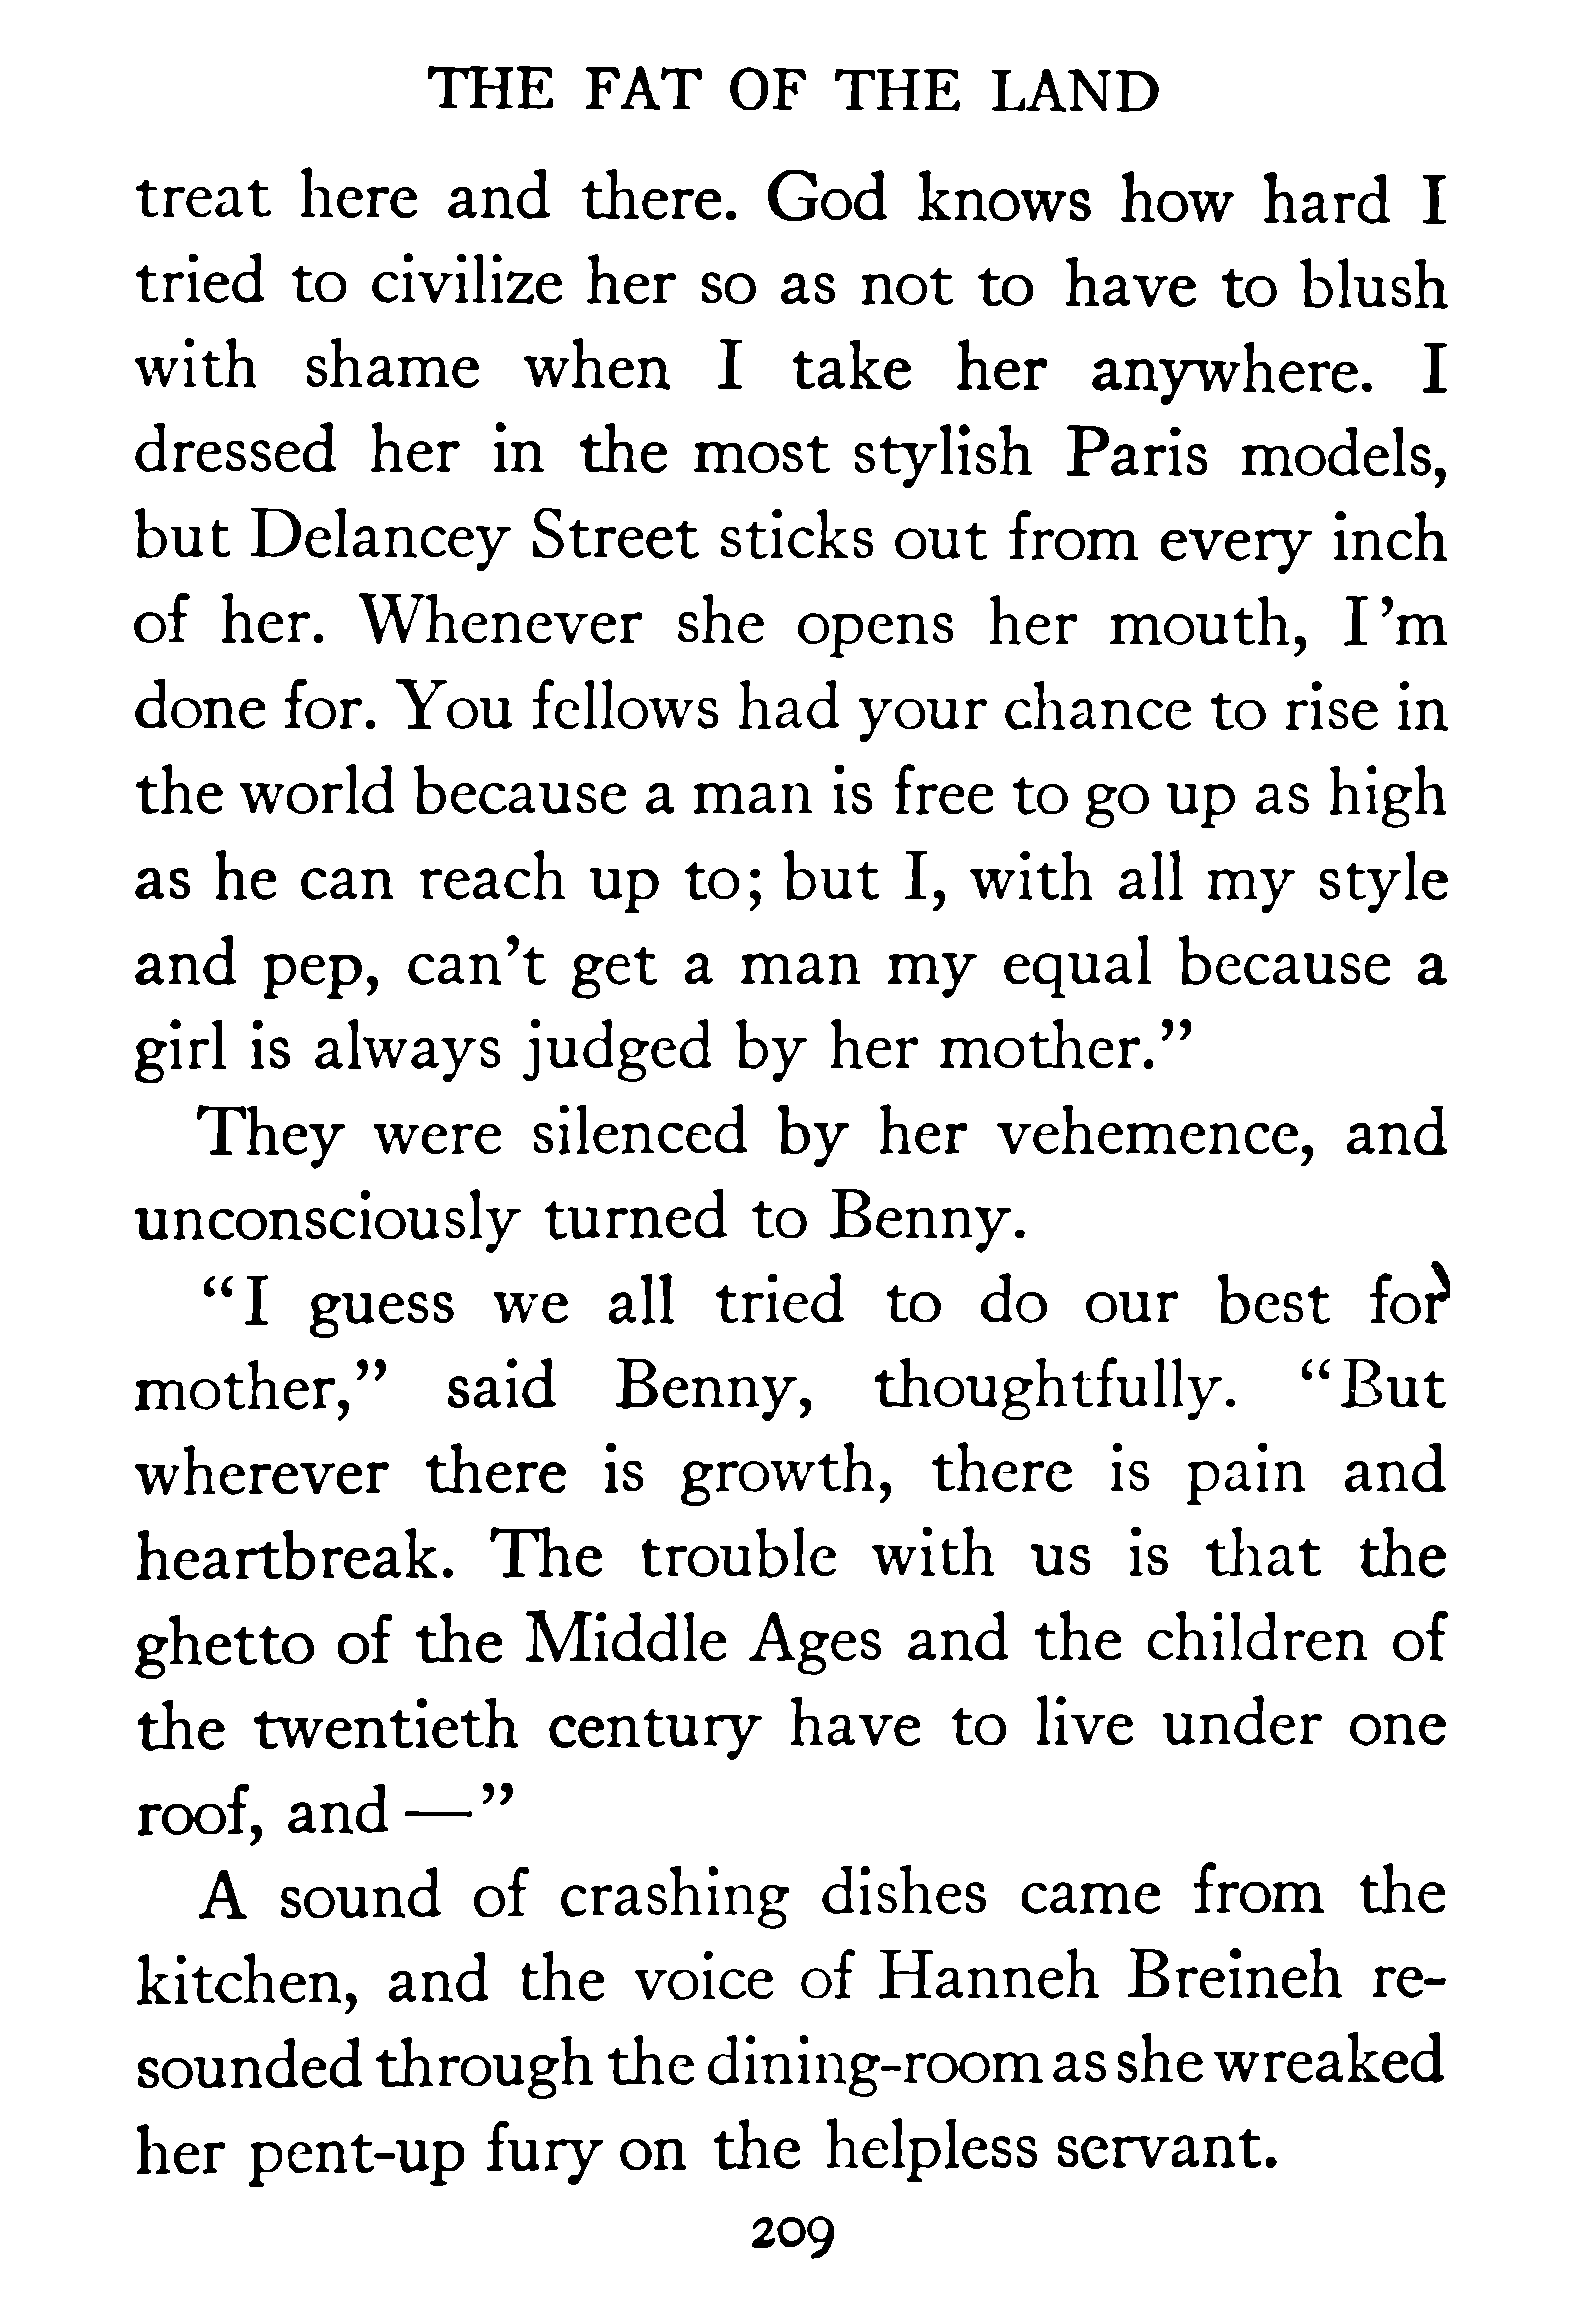 THE FAT OF THE LAND
treat here and there. God knows how hard I
tried to civilize her so as not to have to blush
with shame when I take her anywhere. I
dressed her in the most stylish Paris models,
but Delancey Street sticks out from every inch
of her. Whenever she opens her mouth, I'm
done for. You fellows had your chance to rise in
the world because a man is free to go up as high
as he can reach up to; but I, with all my style
and pep, can't get a man my equal because a
girl is always judged by her mother.”
They were silenced by her vehemence, and
unconsciously turned to Benny.
“I guess we all tried to do our best for
mother,” said Benny, thoughtfully. “But
wherever there is growth, there is pain and
heartbreak. The trouble with us is that the
ghetto of the Middle Ages and the children of
the twentieth century have to live under one
roof, and —”
A sound of crashing dishes came from the
kitchen, and the voice of Hanneh Breineh re-
sounded through the dining-room as she wreaked
her pent-up fury on the helpless servant.
209